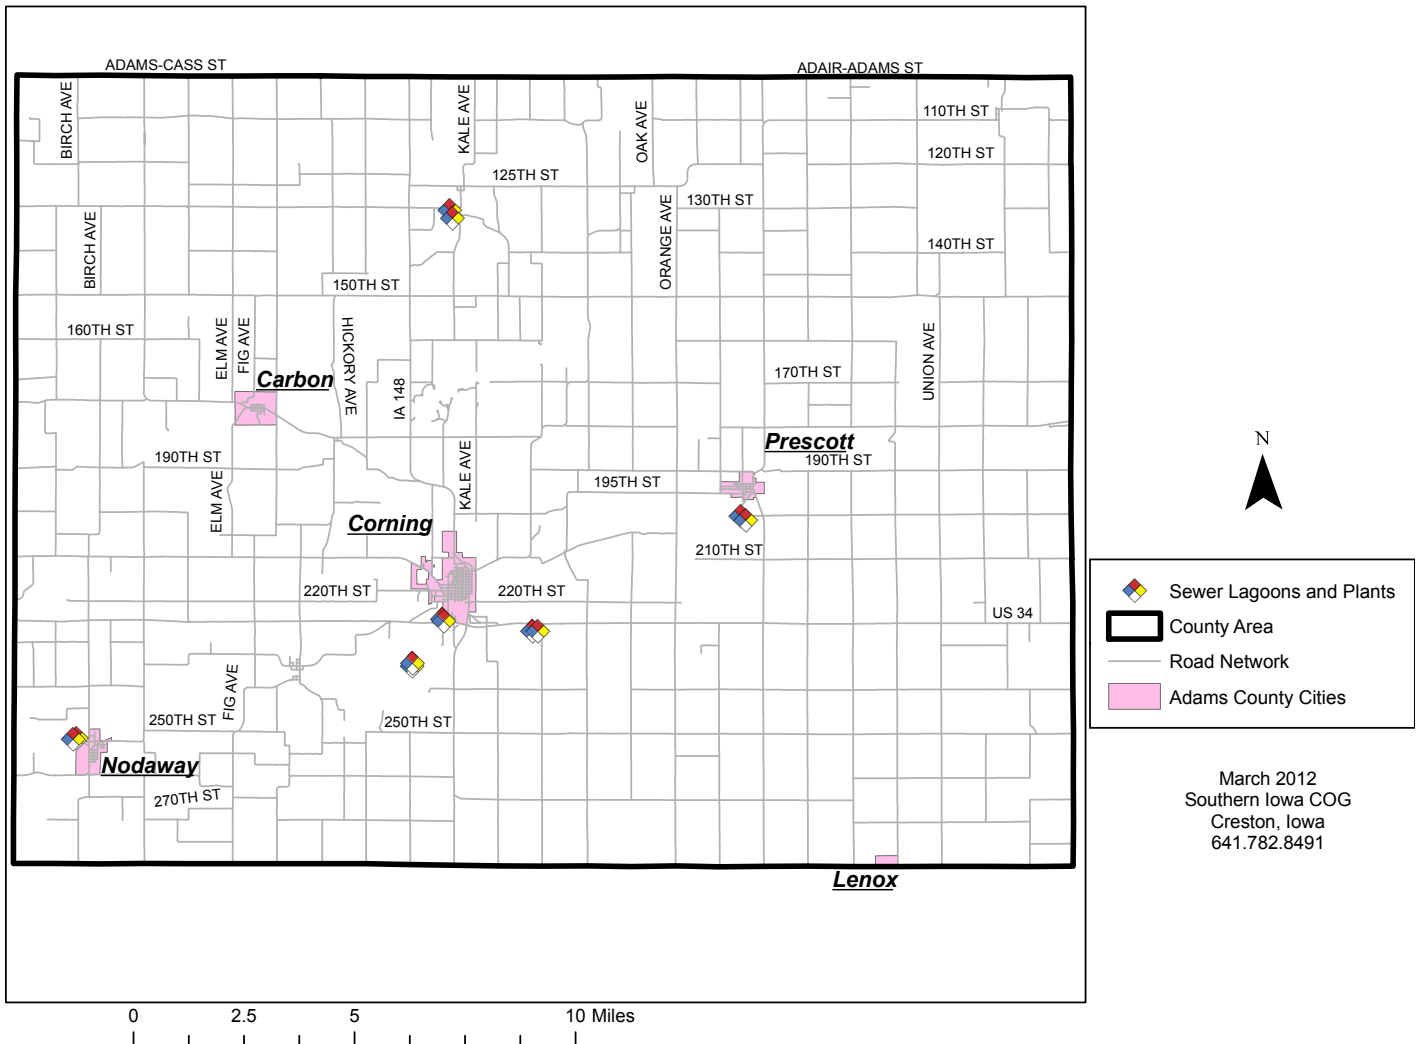 ADAMS-CASS ST
ADAIR-ADAMS ST
BIRCH AVE
KALE AVE
OAK AVE
110TH ST
120TH ST
125TH ST
130TH ST
BIRCH AVE
ORANGE AVE
140TH ST
150TH ST
160TH ST
ELM AVE
FIG AVE
HICKORY AVE
UNION AVE
Carbon
IA 148
170TH ST
Prescott
190TH ST
190TH ST
KALE AVE
195TH ST
ELM AVE
Corning
210TH ST
220TH ST
220TH ST
US 34
FIG AVE
250TH ST
250TH ST
Nodaway
270TH ST
Lenox
N
Sewer Lagoons and Plants
County Area
Road Network
Adams County Cities
March 2012
Southern Iowa COG
Creston, Iowa
641.782.8491
0 2.5 5 10 Miles